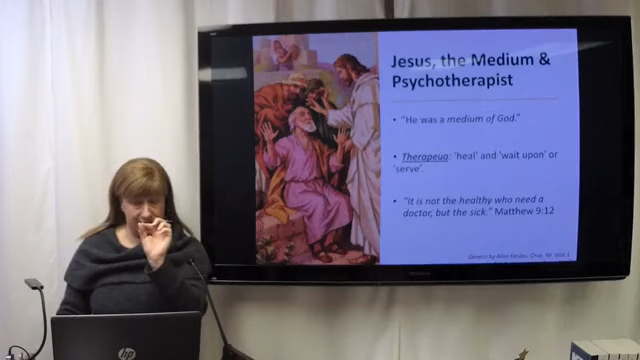 Jesus, the Medium &
Psychotherapist
• "He was a medium of God."
• Therapeuo: 'heal' and 'wait upon' or
'serve'.
• "It is not the healthy who need a
doctor, but the sick." Matthew 9:12
hp